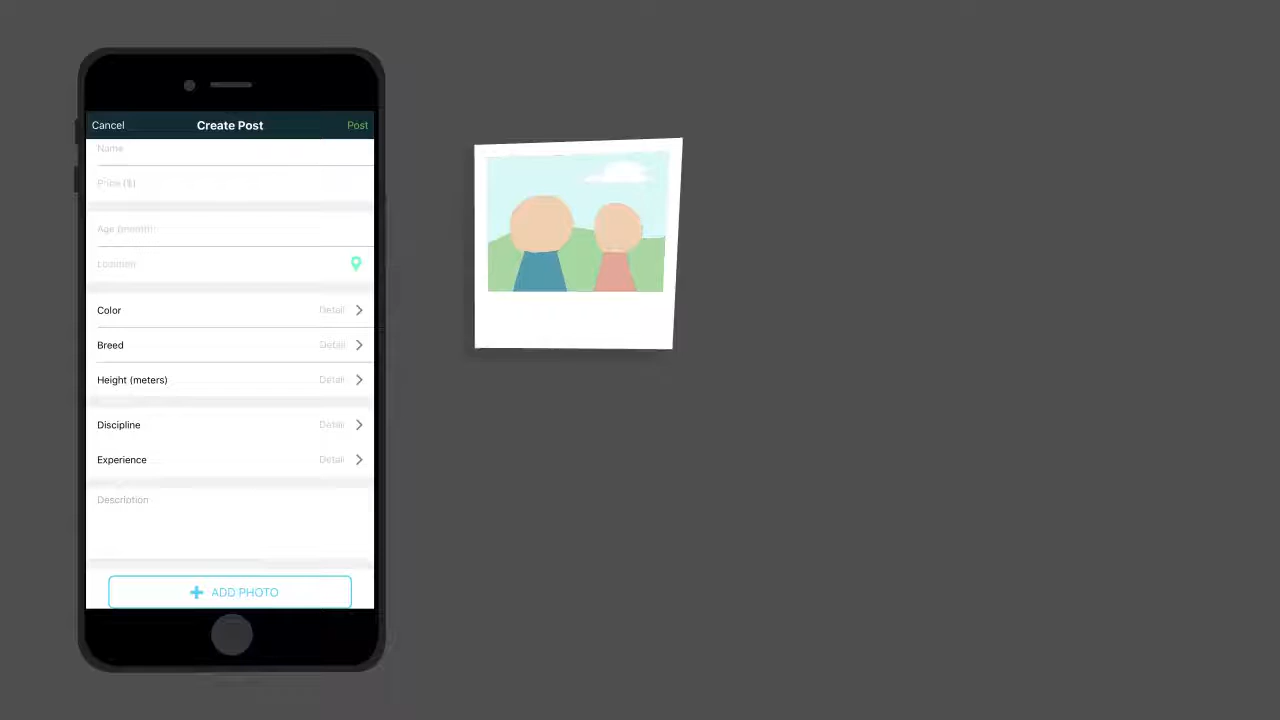 Cancel Create Post Post
Name
Price ($)
Age (month)
Location
Color Detail
Breed Detail
Height (meters) Detail
Discipline Detail
Experience Detail
Description
ADD PHOTO